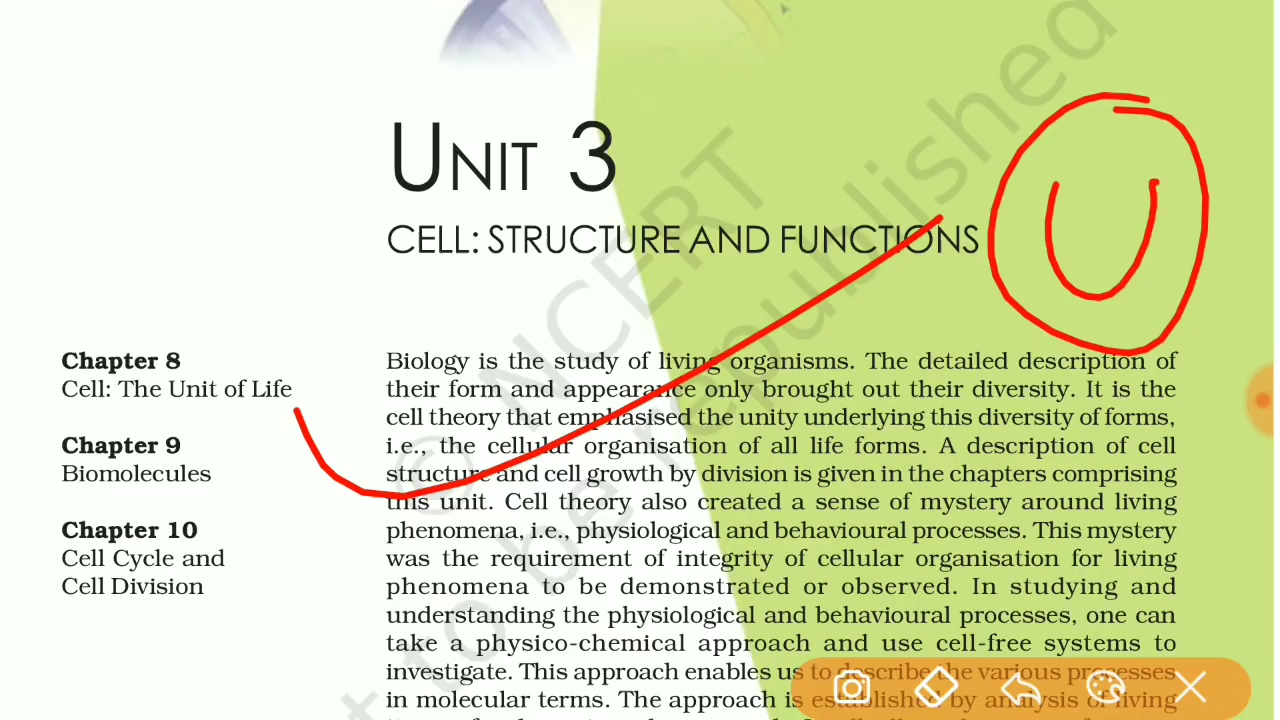 UNIT 3
CELL: STRUCTURE AND FUNCTIONS
U
Chapter 8
Cell: The Unit of Life
Chapter 9
Biomolecules
Chapter 10
Cell Cycle and
Cell Division
Biology is the study of living organisms. The detailed description of
their form and appearance only brought out their diversity. It is the
cell theory that emphasised the unity underlying this diversity of forms,
i.e., the cellular organisation of all life forms. A description of cell
structure and cell growth by division is given in the chapters comprising
this unit. Cell theory also created a sense of mystery around living
phenomena, i.e., physiological and behavioural processes. This mystery
was the requirement of integrity of cellular organisation for living
phenomena to be demonstrated or observed. In studying and
understanding the physiological and behavioural processes, one can
take a physico-chemical approach and use cell-free systems to
investigate. This approach enables us to describe the various processes
in molecular terms. The approach is established by analysis of living
© NCERT
not to be republished